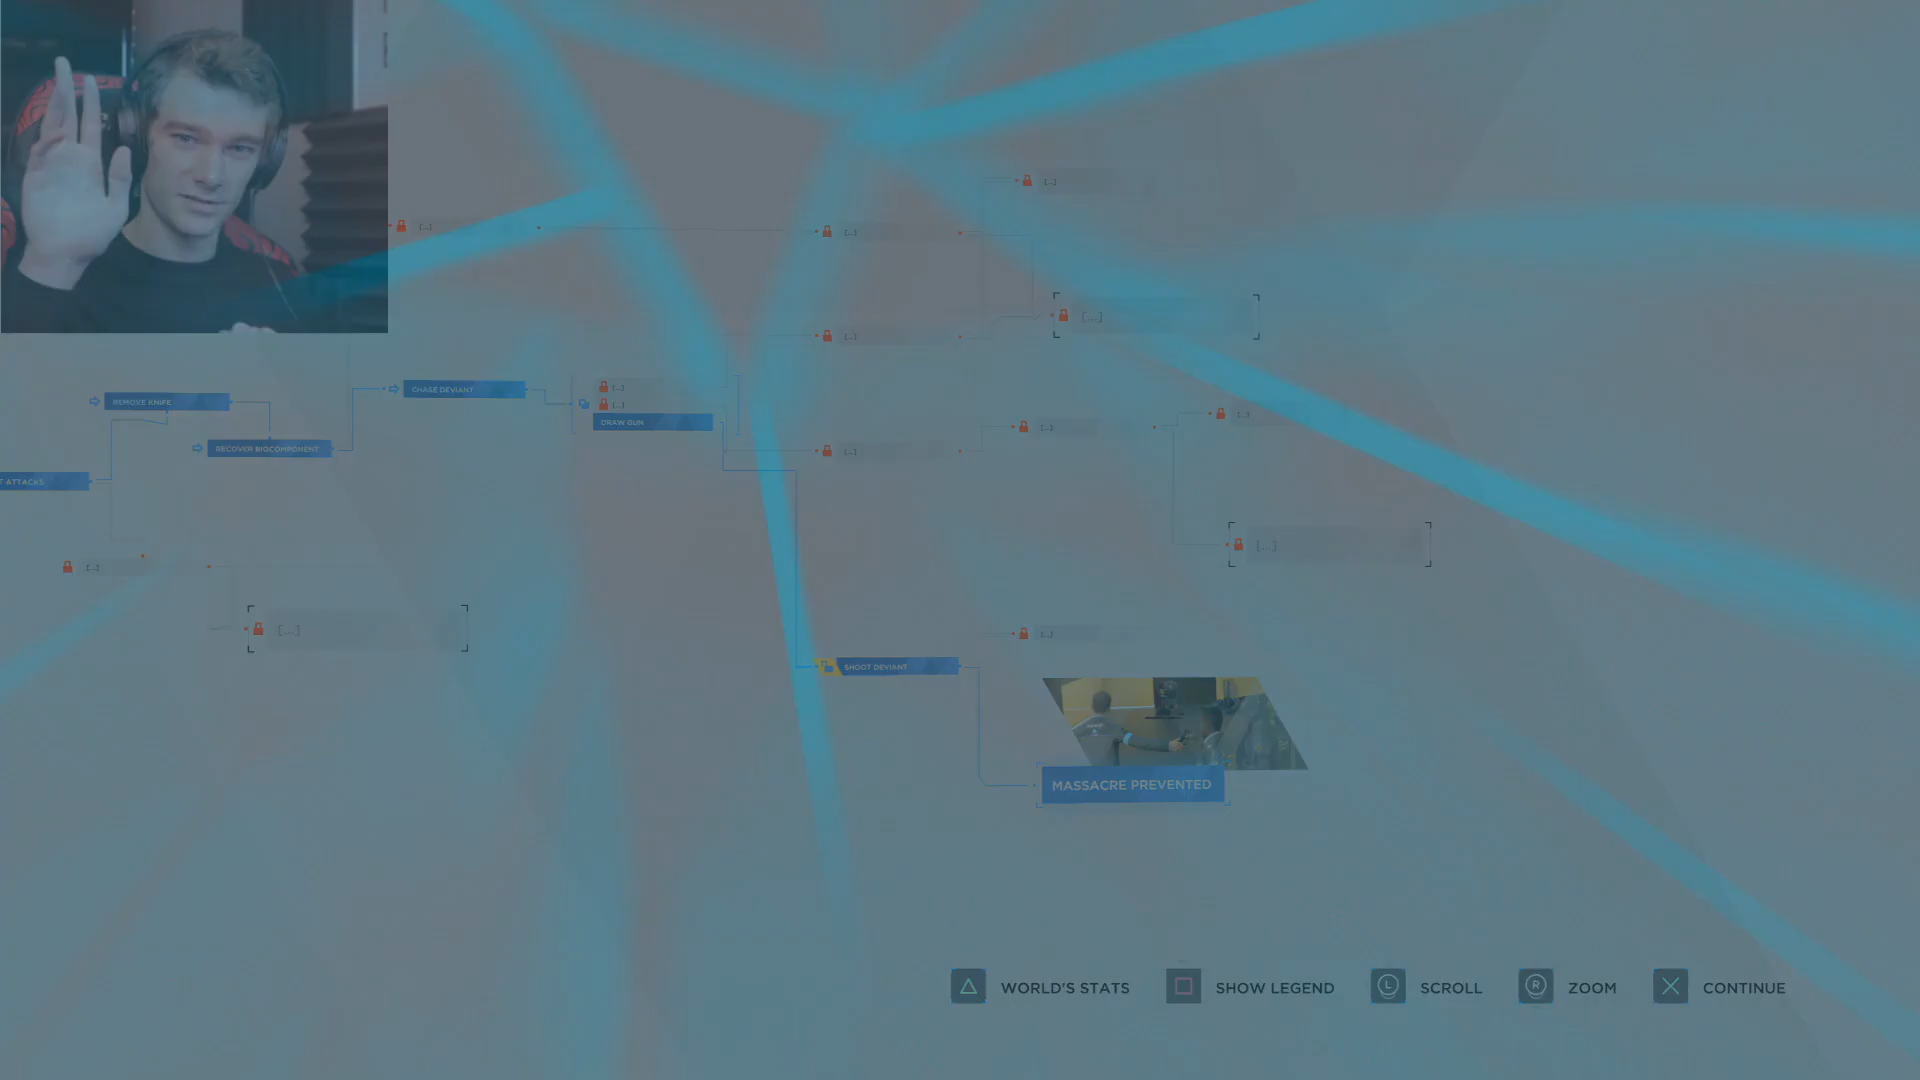 [...]
[...]
[...]
[...]
[...]
CHASE DEVIANT
[...]
REMOVE KNIFE
[...]
DRAW GUN
[...]
[...]
RECOVER BIOCOMPONENT
[...]
T ATTACKS
[...]
[...]
[...]
[...]
SHOOT DEVIANT
MASSACRE PREVENTED
WORLD'S STATS
SHOW LEGEND
L
SCROLL
R
ZOOM
CONTINUE